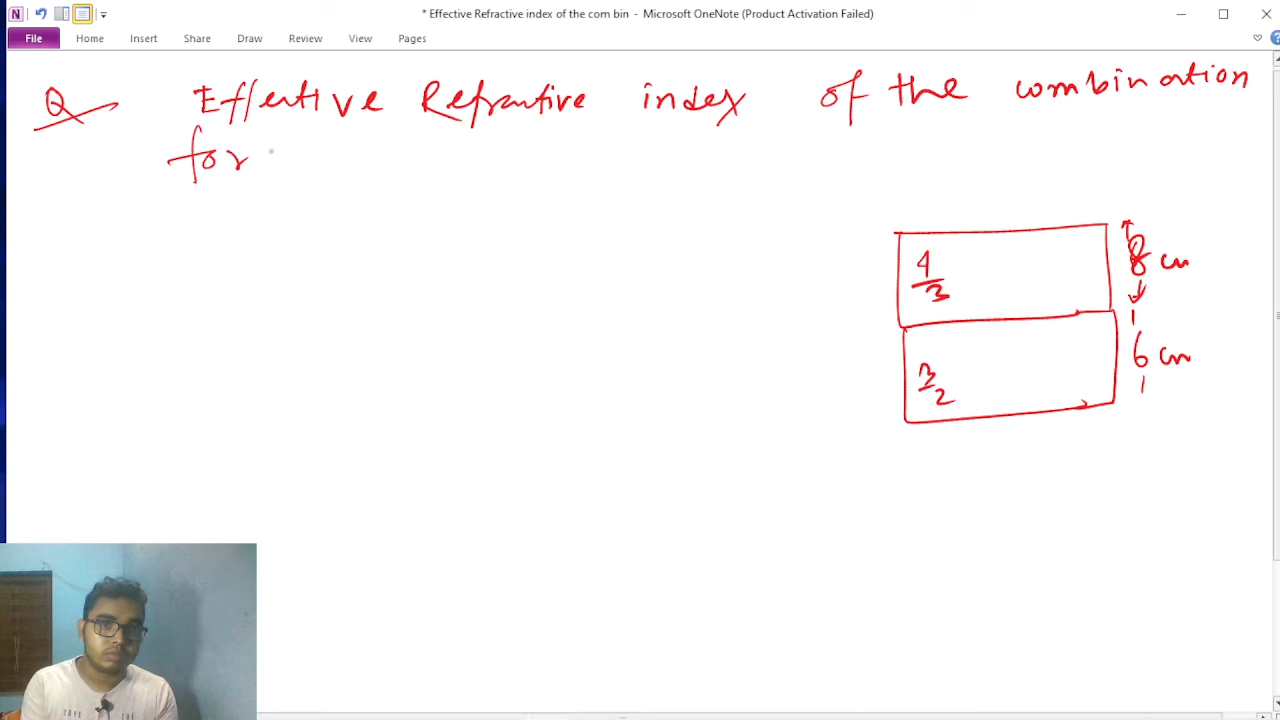 * Effective Refractive index of the com bin - Microsoft OneNote (Product Activation Failed)
File Home Insert Share Draw Review View Pages
Q Effective Refractive index of the combination
for
4/3
8 cm
3/2
6 cm